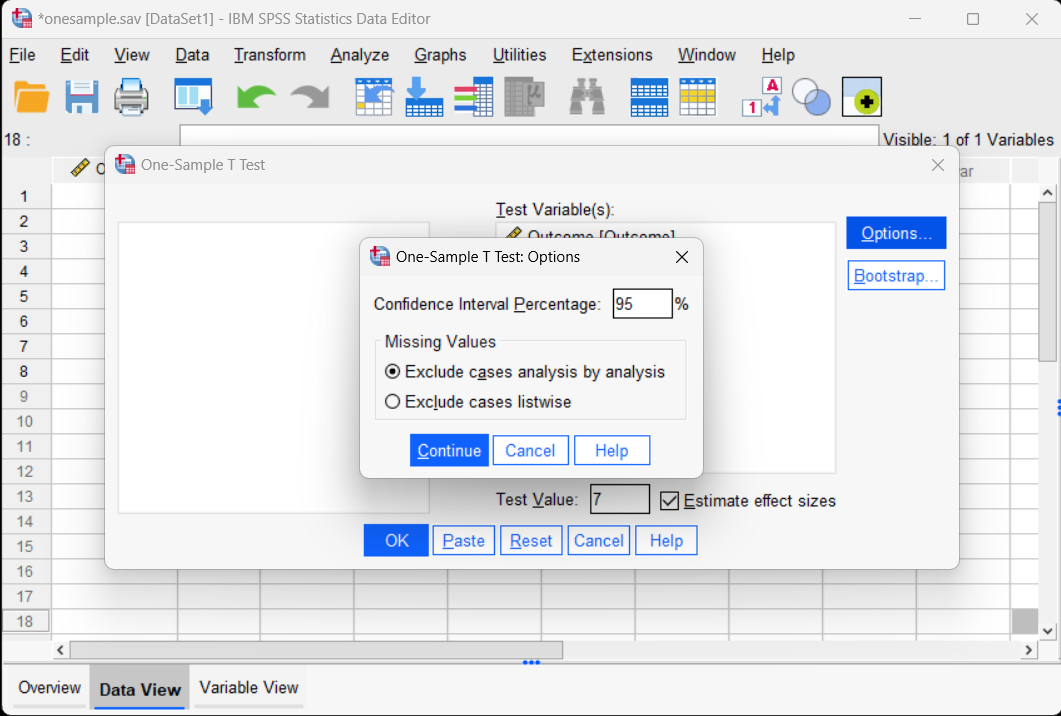 *onesample.sav [DataSet1] - IBM SPSS Statistics Data Editor
File Edit View Data Transform Analyze Graphs Utilities Extensions Window Help
1 A
18 :
Visible: 1 of 1 Variables
O
ar
One-Sample T Test
Test Variable(s):
Outcome [Outcome]
Options...
Bootstrap...
One-Sample T Test: Options
Confidence Interval Percentage: 95 %
Missing Values
Exclude cases analysis by analysis
Exclude cases listwise
Continue Cancel Help
Test Value: 7 Estimate effect sizes
OK Paste Reset Cancel Help
1
2
3
4
5
6
7
8
9
10
11
12
13
14
15
16
17
18
Overview Data View Variable View